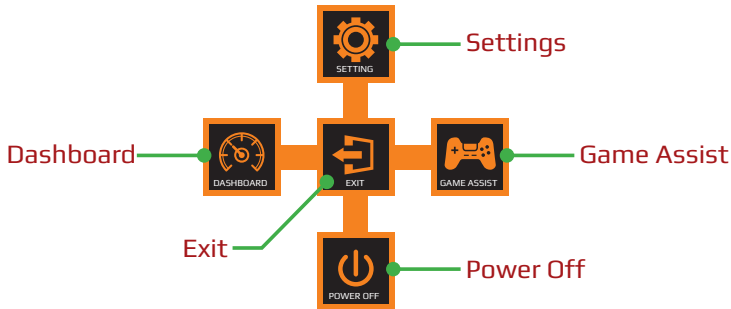 SETTING
Settings
Dashboard
DASHBOARD
EXIT
GAME ASSIST
Game Assist
Exit
POWER OFF
Power Off